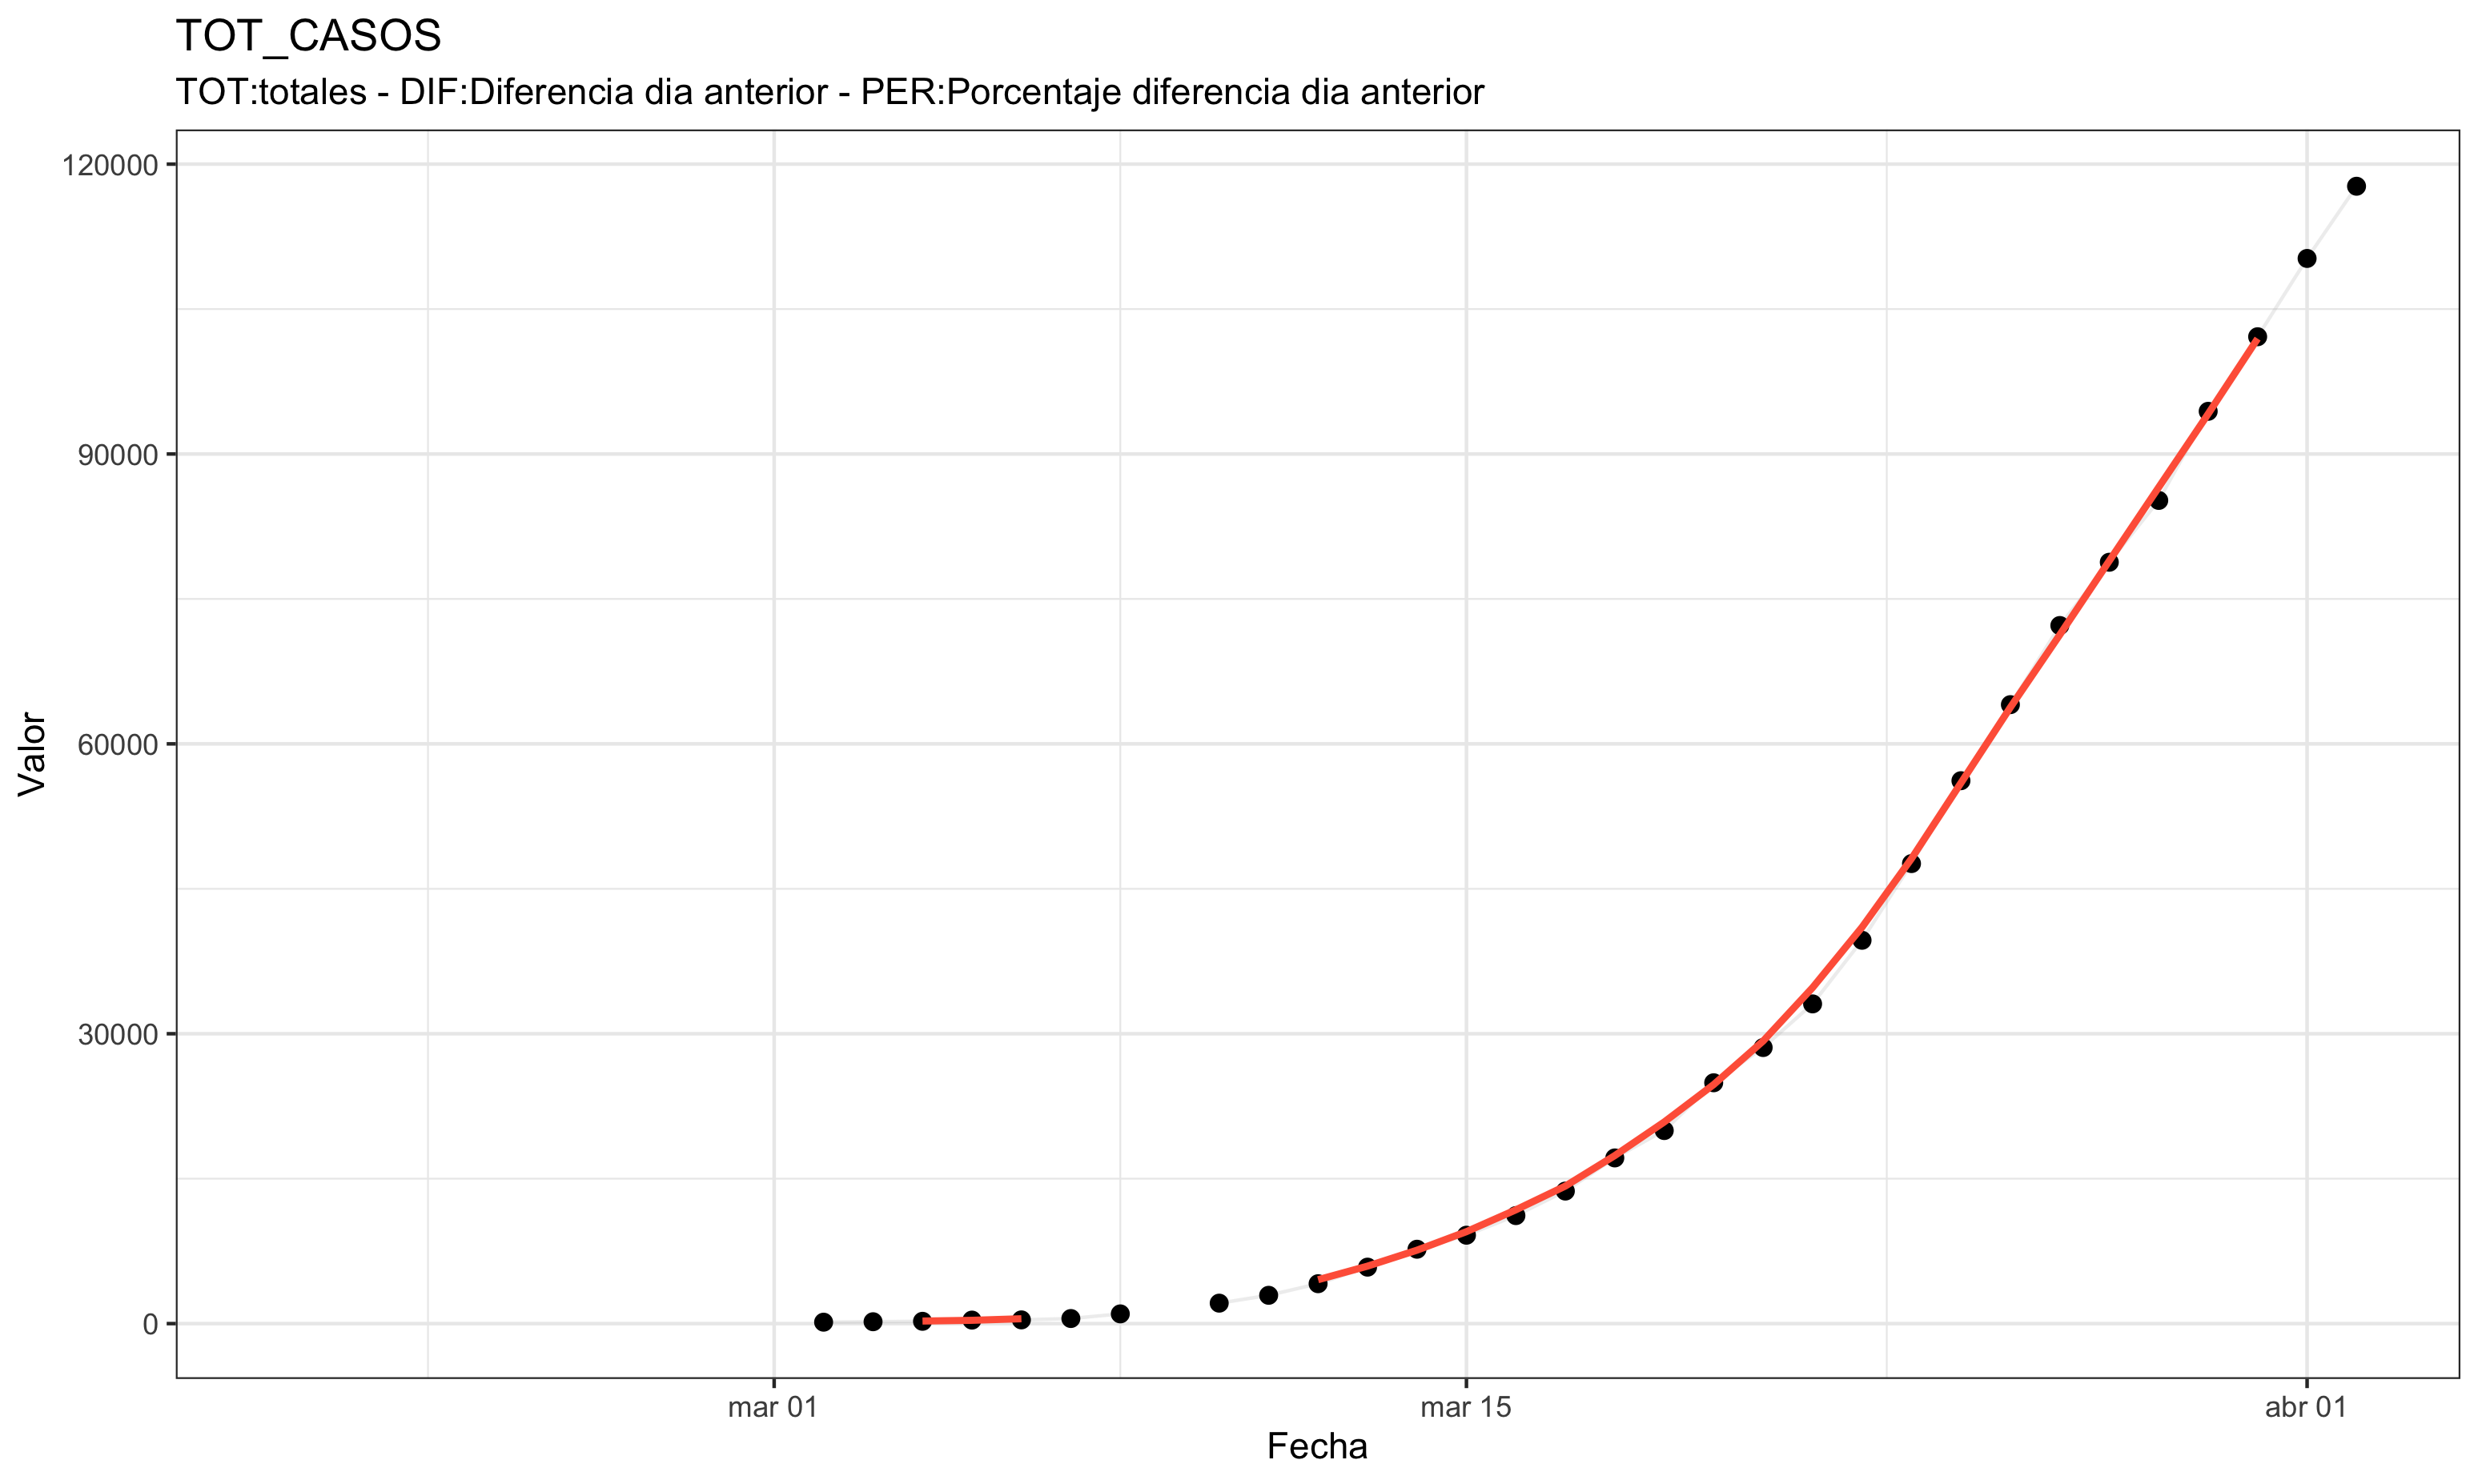 TOT_CASOS
TOT:totales - DIF:Diferencia dia anterior - PER:Porcentaje diferencia dia anterior
120000
90000
60000
30000
0
Valor
mar 01
mar 15
abr 01
Fecha